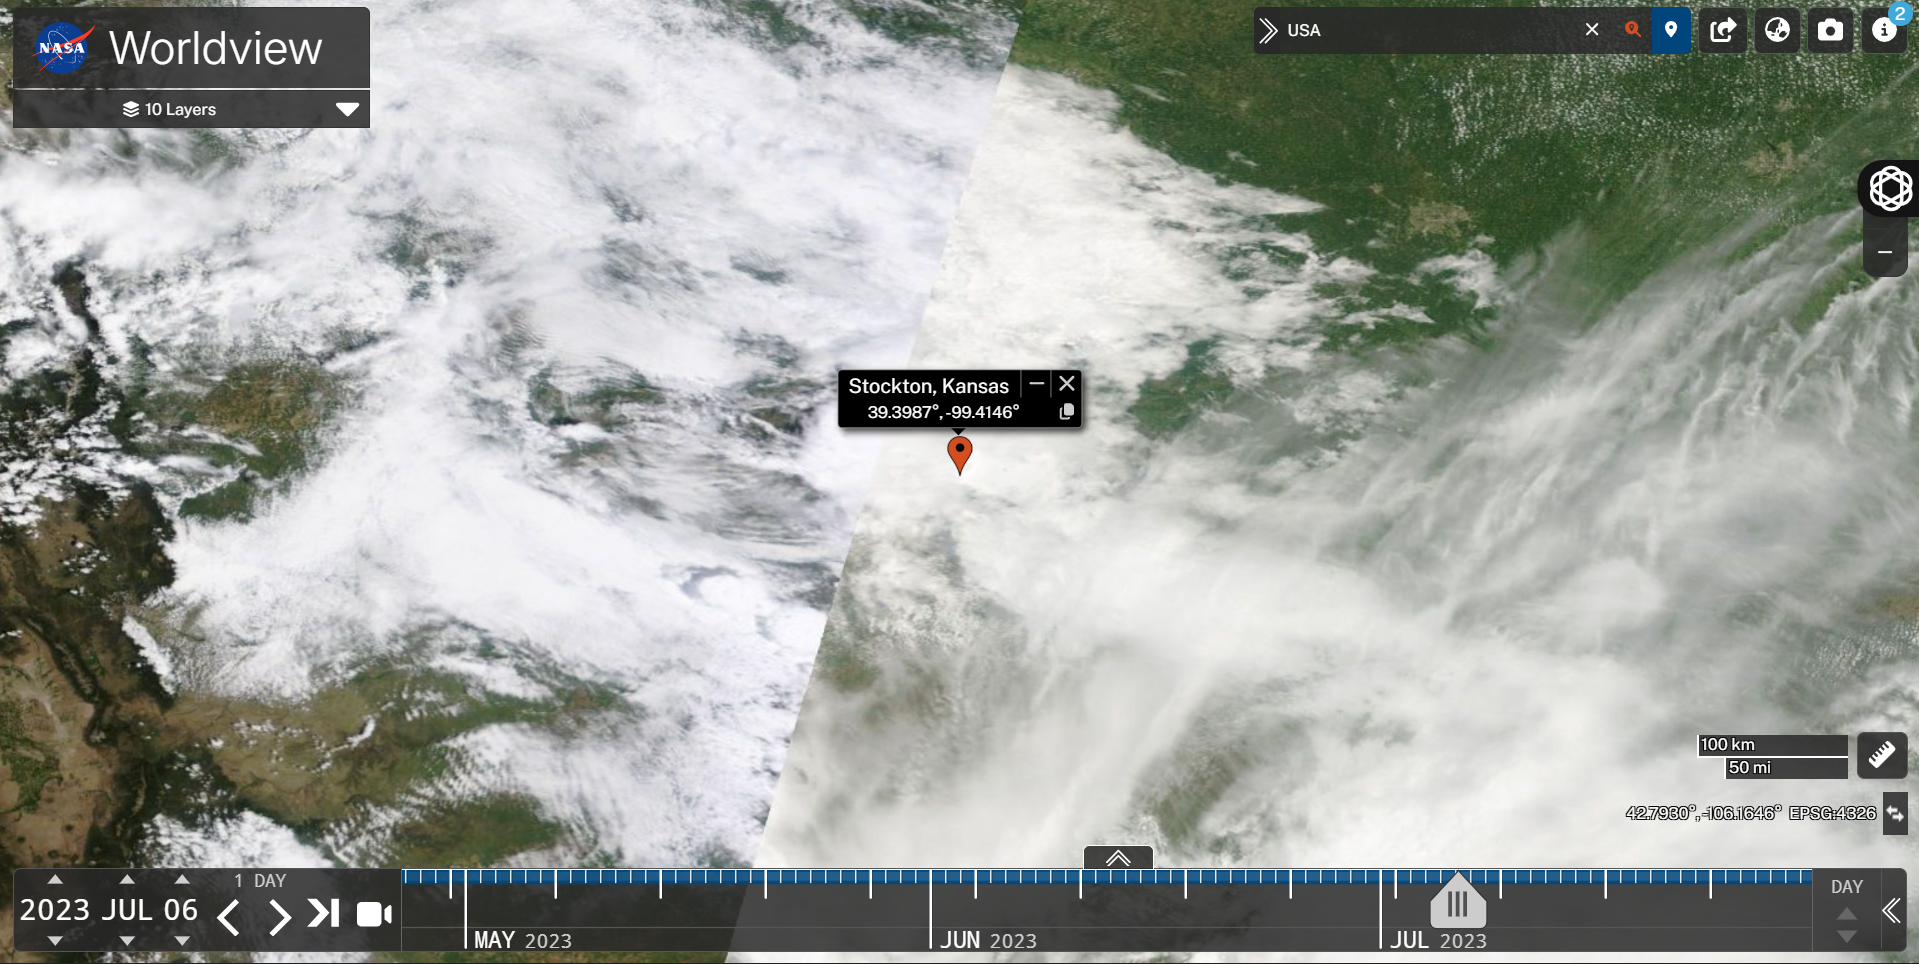 NASA Worldview
10 Layers
USA
2
Stockton, Kansas
39.3987°, -99.4146°
100 km
50 mi
42.7930°, -106.1646° EPSG:4326
1 DAY
2023 JUL 06
MAY 2023
JUN 2023
JUL 2023
DAY